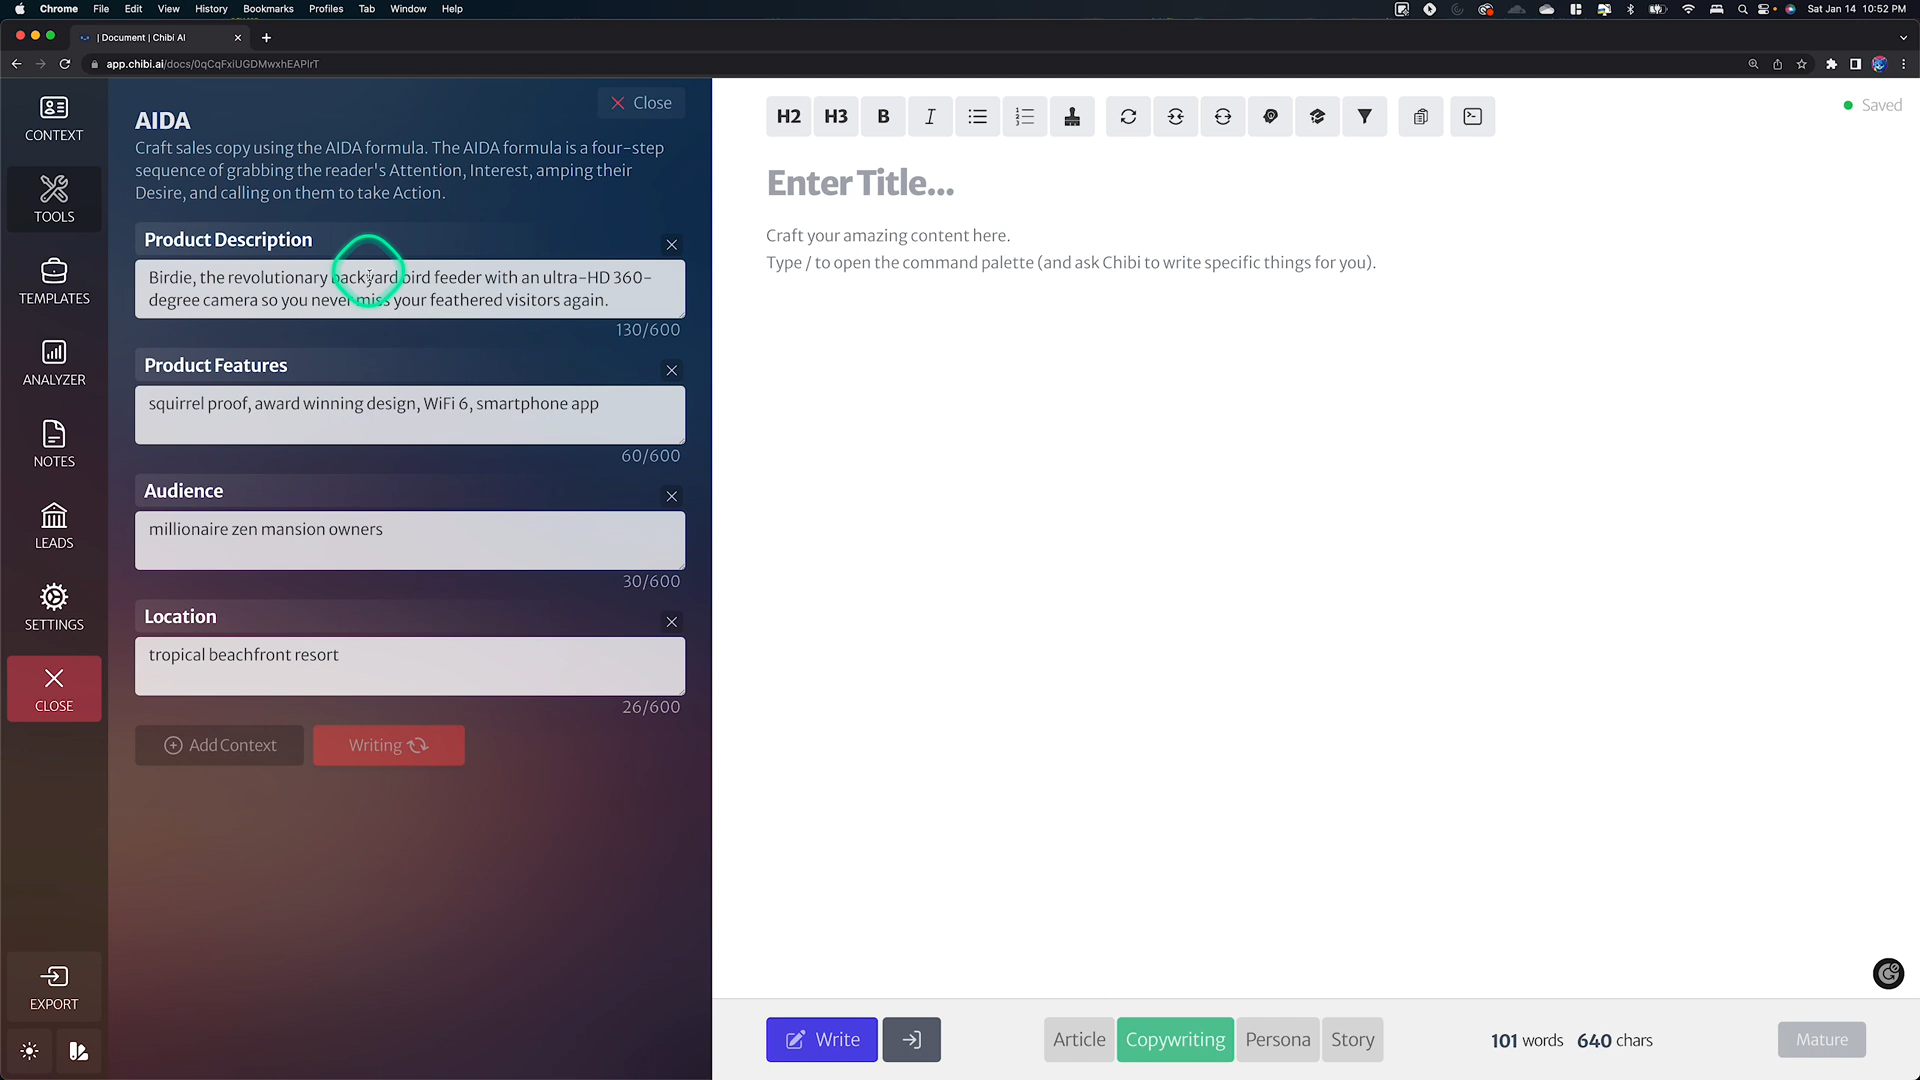 Chrome File Edit View History Bookmarks Profiles Tab Window Help Sat Jan 14 10:52 PM
| Document | Chibi AI
app.chibi.ai/docs/0qCqFxiUGDMwxhEAPIrT
CONTEXT
TOOLS
TEMPLATES
ANALYZER
NOTES
LEADS
SETTINGS
CLOSE
EXPORT
AIDA
Close
Craft sales copy using the AIDA formula. The AIDA formula is a four-step
sequence of grabbing the reader's Attention, Interest, amping their
Desire, and calling on them to take Action.
Product Description
Birdie, the revolutionary backyard bird feeder with an ultra-HD 360-
degree camera so you never miss your feathered visitors again.
130/600
Product Features
squirrel proof, award winning design, WiFi 6, smartphone app
60/600
Audience
millionaire zen mansion owners
30/600
Location
tropical beachfront resort
26/600
Add Context Writing
H2 H3 B I
Saved
Enter Title...
Craft your amazing content here.
Type / to open the command palette (and ask Chibi to write specific things for you).
Write Article Copywriting Persona Story 101 words 640 chars Mature